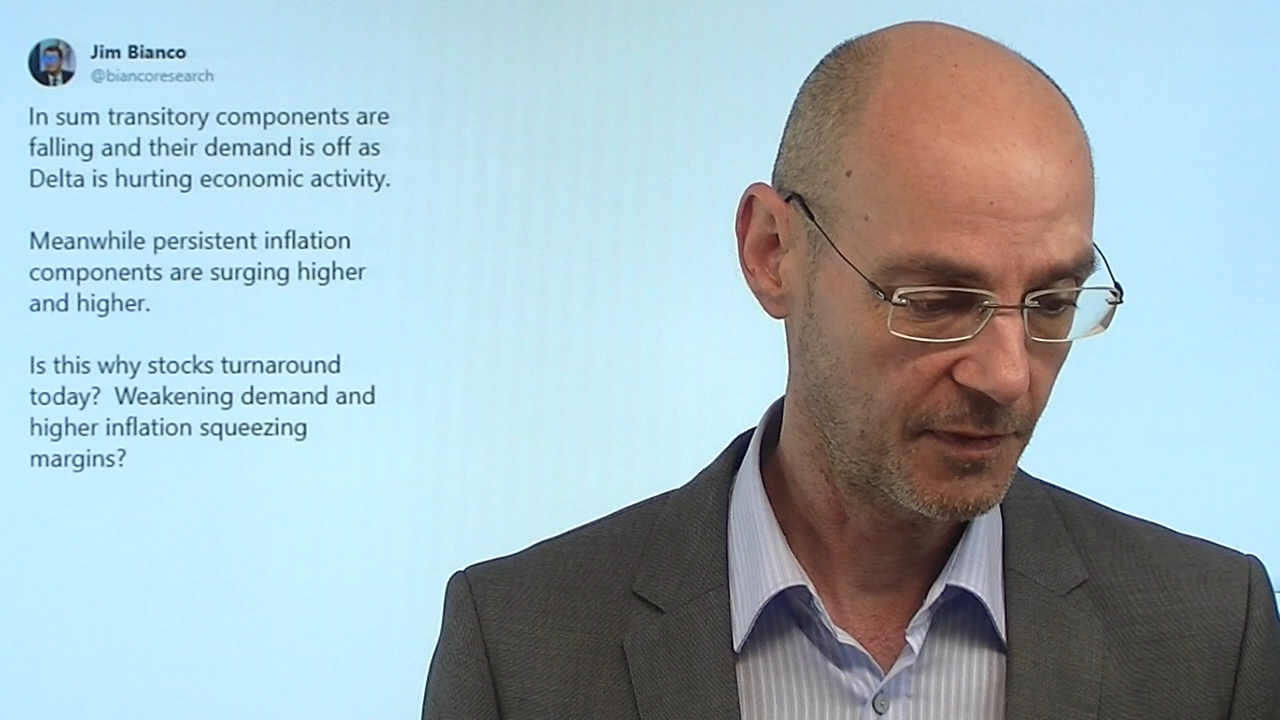 Jim Bianco
@biancoresearch
In sum transitory components are
falling and their demand is off as
Delta is hurting economic activity.
Meanwhile persistent inflation
components are surging higher
and higher.
Is this why stocks turnaround
today?  Weakening demand and
higher inflation squeezing
margins?